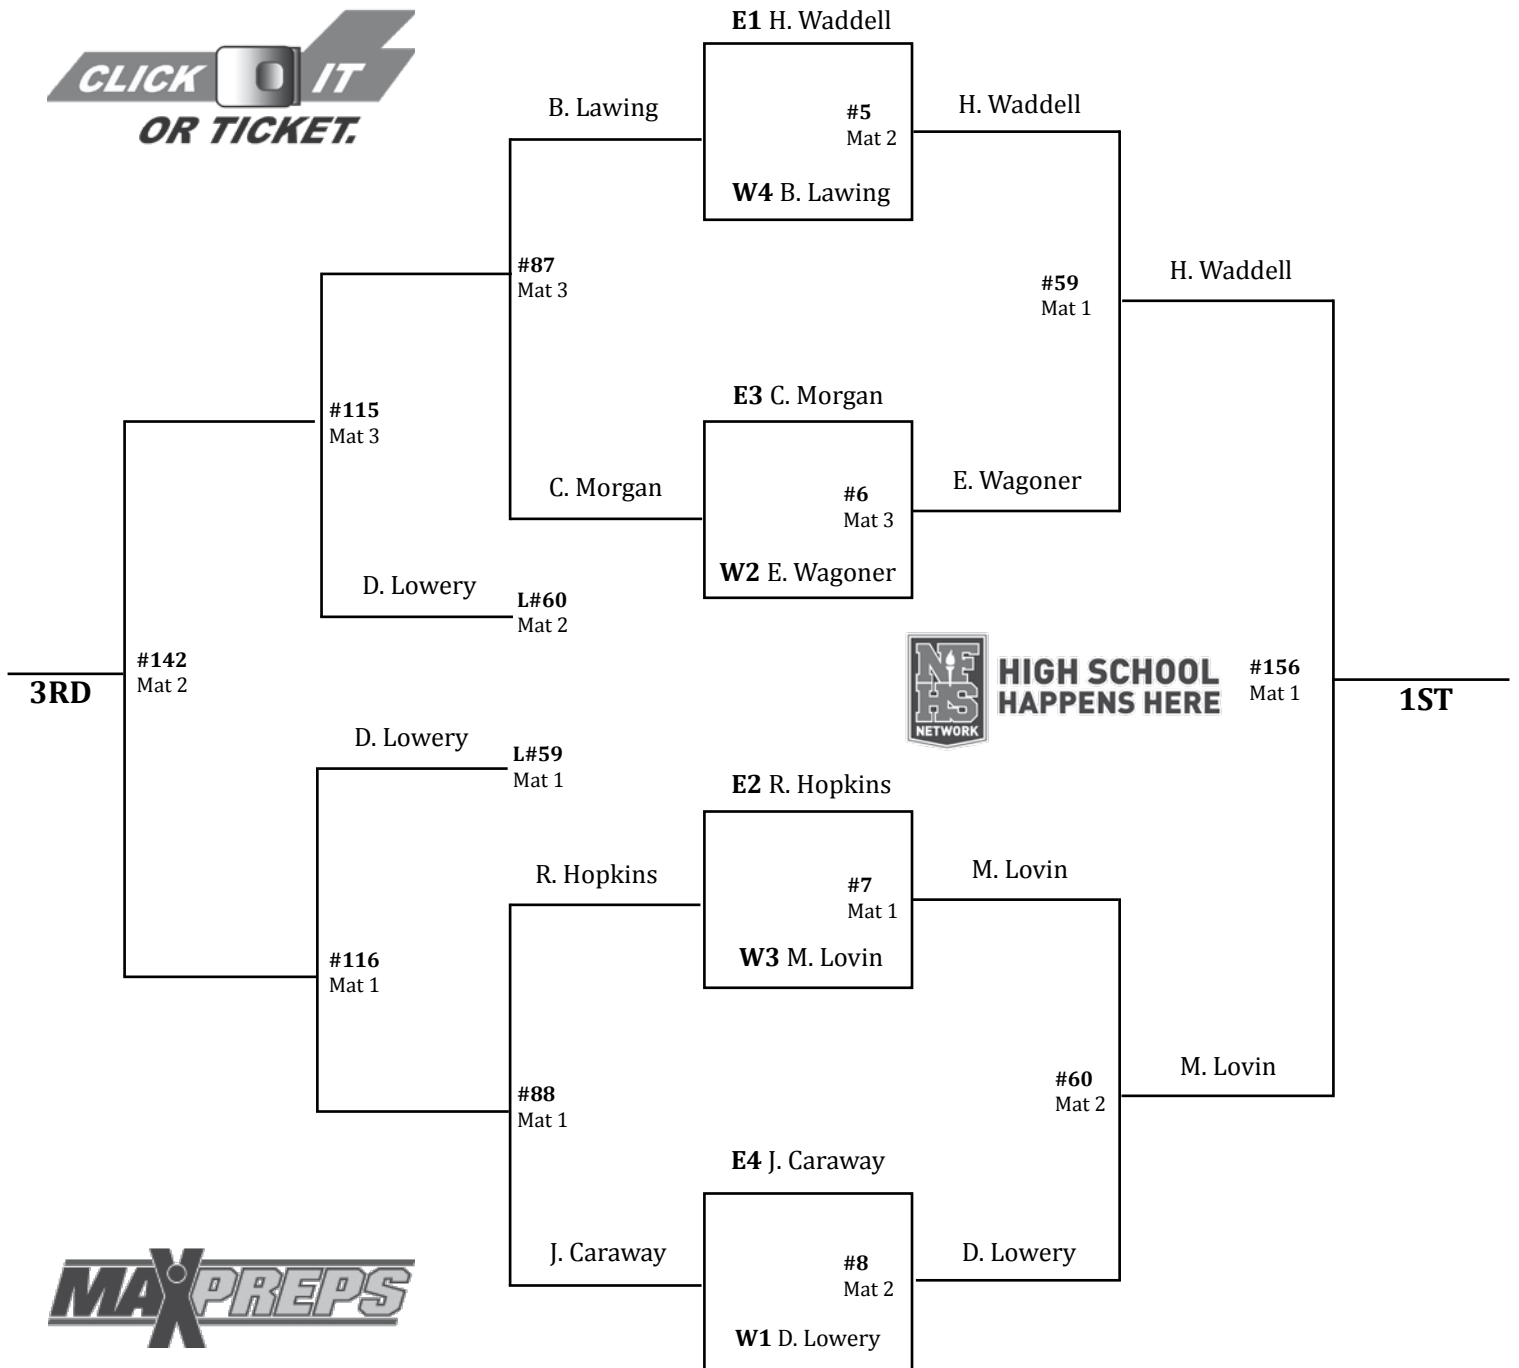 E1 H. Waddell
CLICK IT
OR TICKET.
B. Lawing
#5
Mat 2
H. Waddell
W4 B. Lawing
#87
Mat 3
#59
Mat 1
H. Waddell
E3 C. Morgan
#115
Mat 3
C. Morgan
#6
Mat 3
E. Wagoner
W2 E. Wagoner
D. Lowery
L#60
Mat 2
#142
Mat 2
3RD
NF
HS
NETWORK
HIGH SCHOOL
HAPPENS HERE
#156
Mat 1
1ST
D. Lowery
L#59
Mat 1
E2 R. Hopkins
R. Hopkins
#7
Mat 1
M. Lovin
W3 M. Lovin
#116
Mat 1
#88
Mat 1
#60
Mat 2
M. Lovin
E4 J. Caraway
J. Caraway
#8
Mat 2
D. Lowery
W1 D. Lowery
MAXPREPS